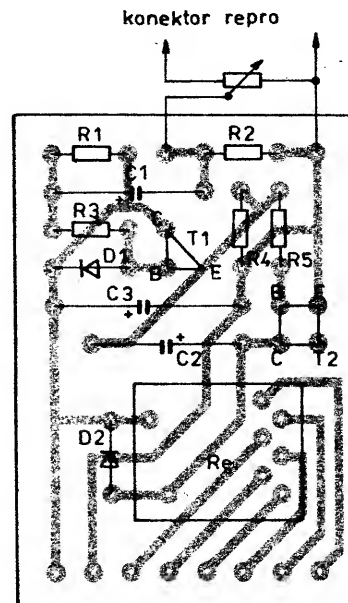 konektor repro
R1 R2
C1
+
R3 C
T1
D1 B E R4 R5
C3 B E
+
+
C2 C T2
D2 +
Re